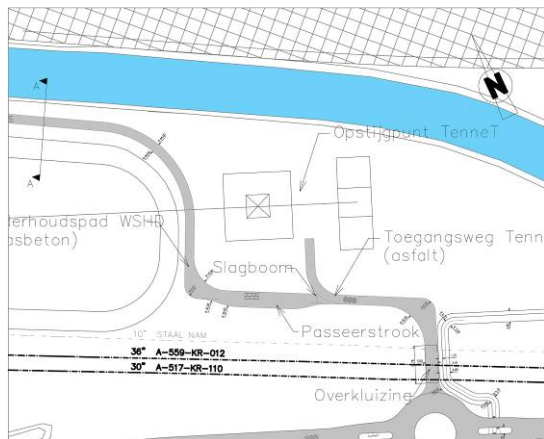 A
N
Opstijgpunt TenneT
A
derhoudspad WSHD
asbeton)
Toegangsweg Tenn
(asfalt)
Slagboom
Passeerstrook
10" STAAL NAM
36" A-559-KR-012
30" A-517-KR-110
Overkluizing